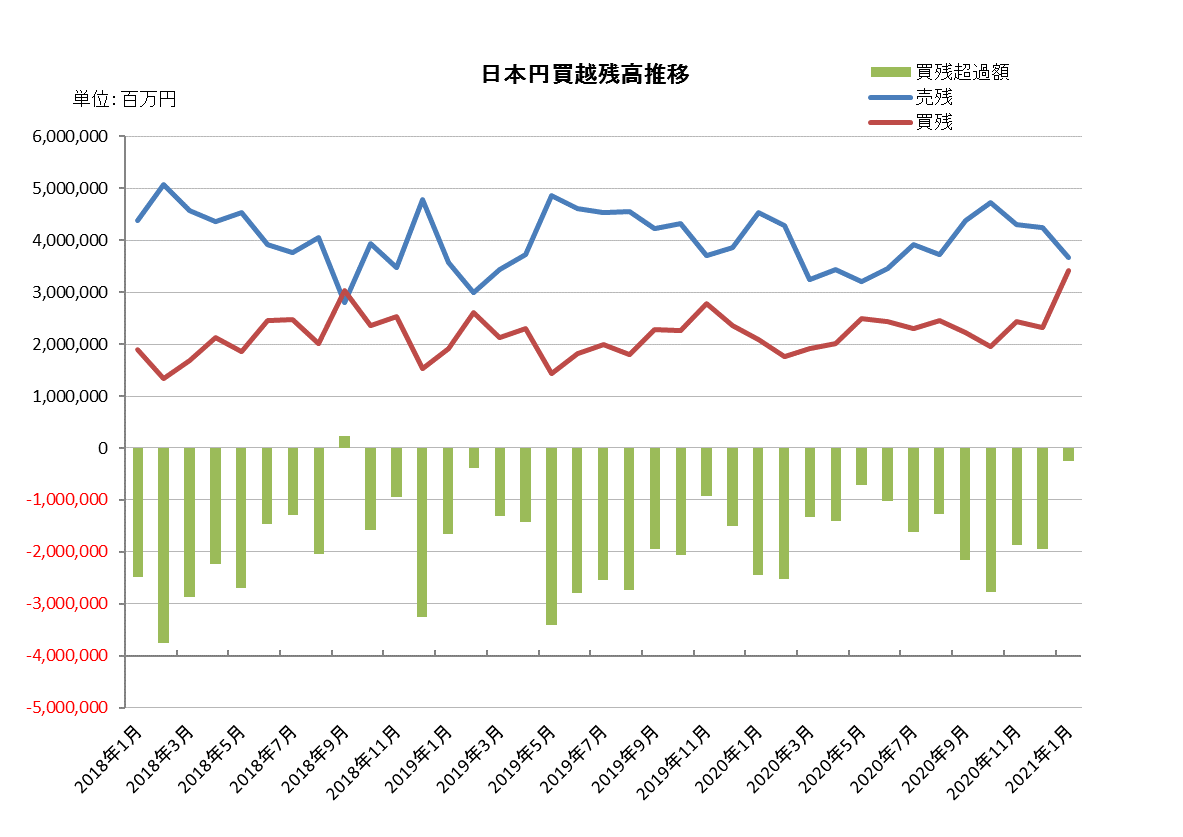 日本円買越残高推移
単位：百万円
買残超過額
売残
買残
6,000,000
5,000,000
4,000,000
3,000,000
2,000,000
1,000,000
0
-1,000,000
-2,000,000
-3,000,000
-4,000,000
-5,000,000
2018年1月
2018年3月
2018年5月
2018年7月
2018年9月
2018年11月
2019年1月
2019年3月
2019年5月
2019年7月
2019年9月
2019年11月
2020年1月
2020年3月
2020年5月
2020年7月
2020年9月
2020年11月
2021年1月